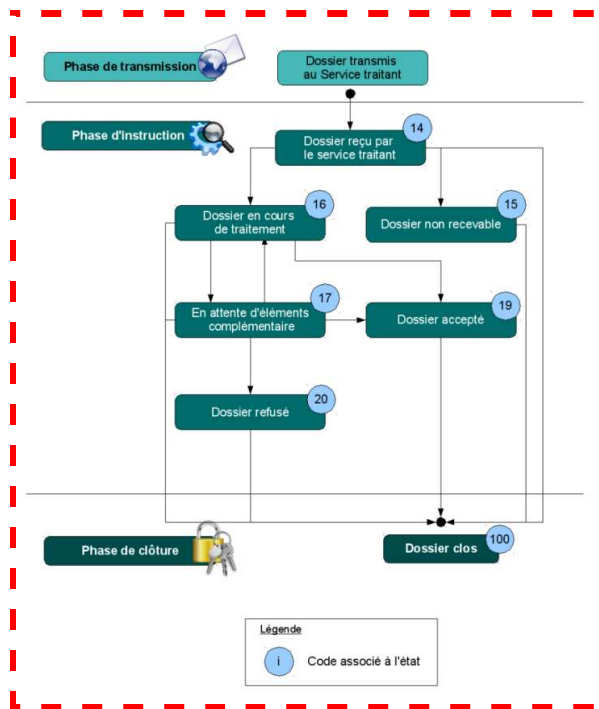 Phase de transmission
Dossier transmis
au Service traitant
Phase d'instruction
14
Dossier reçu par
le service traitant
16
Dossier en cours
de traitement
15
Dossier non recevable
17
En attente d'éléments
complémentaire
19
Dossier accepté
20
Dossier refusé
Phase de clôture
100
Dossier clos
Légende
i
Code associé à l'état